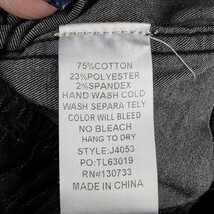 75%COTTON
23%POLYESTER
2%SPANDEX
HAND WASH COLD
WASH SEPARA TELY
COLOR WILL BLEACH
NO BLEACH
HANG TO DRY
STYLE:J4053
PO:TL63019
RN#130733
MADE IN CHINA